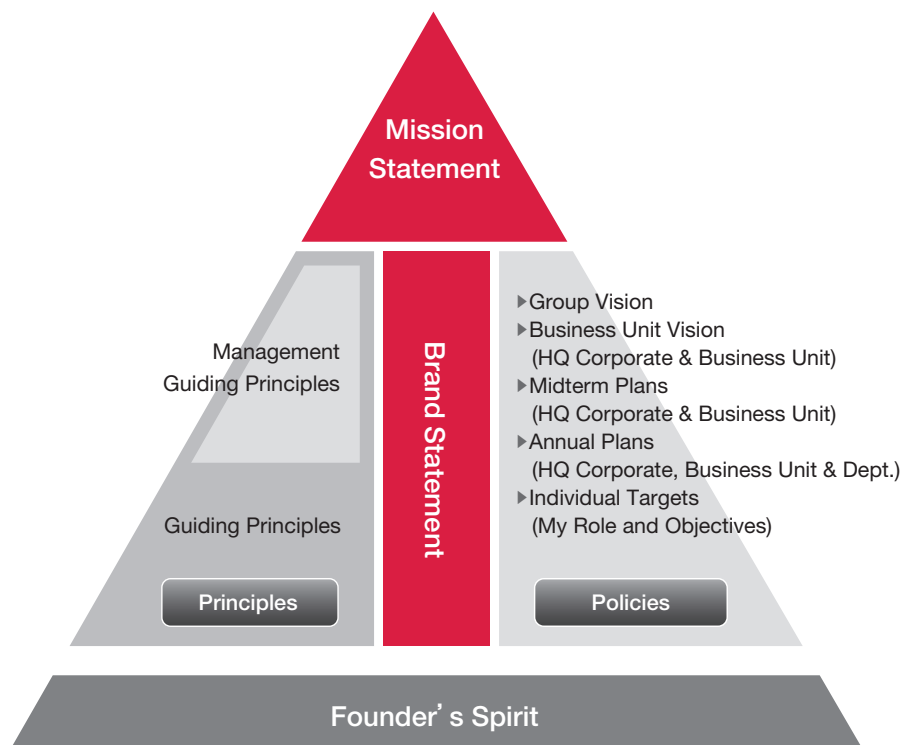 Mission
Statement
Management
Guiding Principles
Guiding Principles
Principles
Brand Statement
▶Group Vision
▶Business Unit Vision
(HQ Corporate & Business Unit)
▶Midterm Plans
(HQ Corporate & Business Unit)
▶Annual Plans
(HQ Corporate, Business Unit & Dept.)
▶Individual Targets
(My Role and Objectives)
Policies
Founder’s Spirit